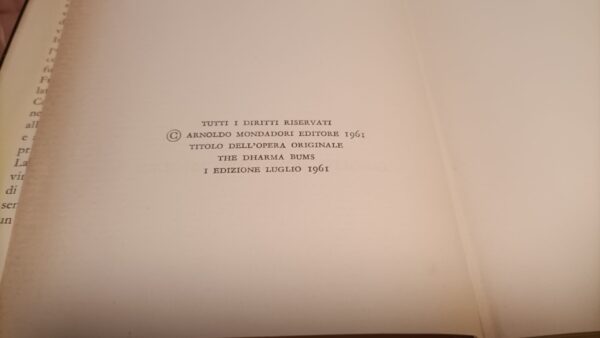 TUTTI I DIRITTI RISERVATI
© ARNOLDO MONDADORI EDITORE 1961
TITOLO DELL'OPERA ORIGINALE
THE DHARMA BUMS
I EDIZIONE LUGLIO 1961